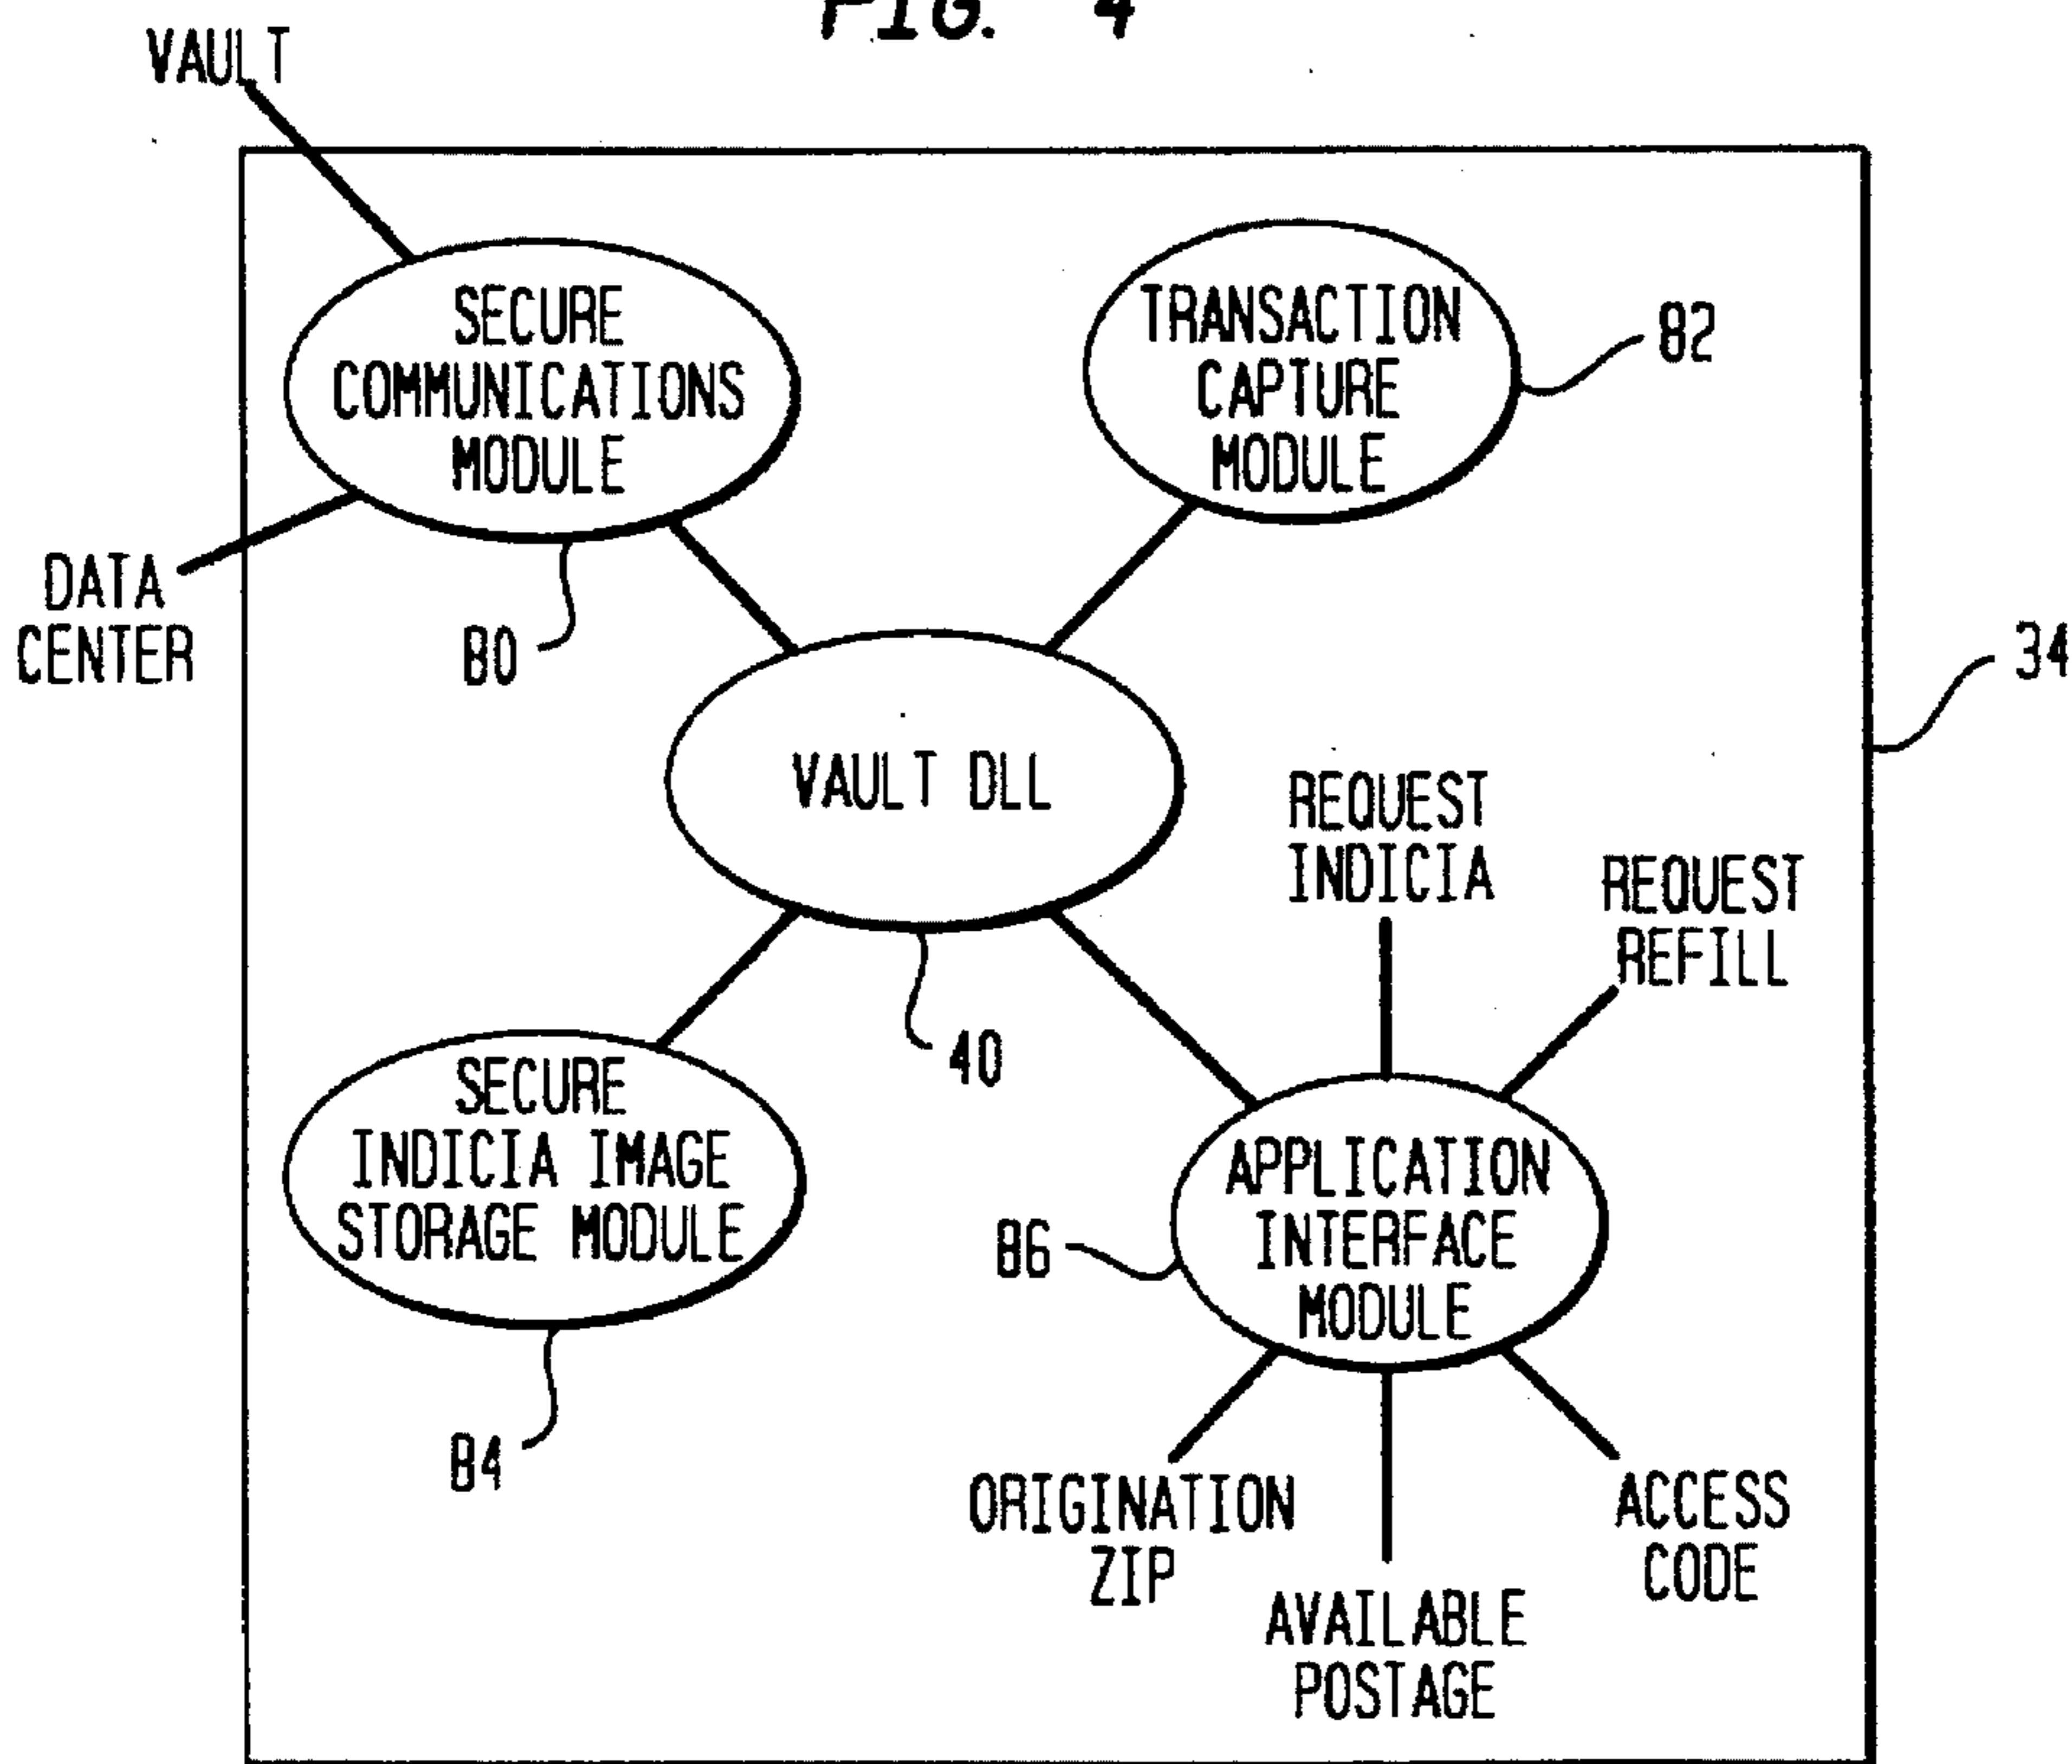 FIG. 4
VAULT
SECURE
COMMUNICATIONS
MODULE
TRANSACTION
CAPTURE
MODULE
82
DATA
CENTER
80
34
VAULT DLL
REQUEST
INDICIA
REQUEST
REFILL
40
SECURE
INDICIA IMAGE
STORAGE MODULE
APPLICATION
INTERFACE
MODULE
86
84
ORIGINATION
ZIP
ACCESS
CODE
AVAILABLE
POSTAGE